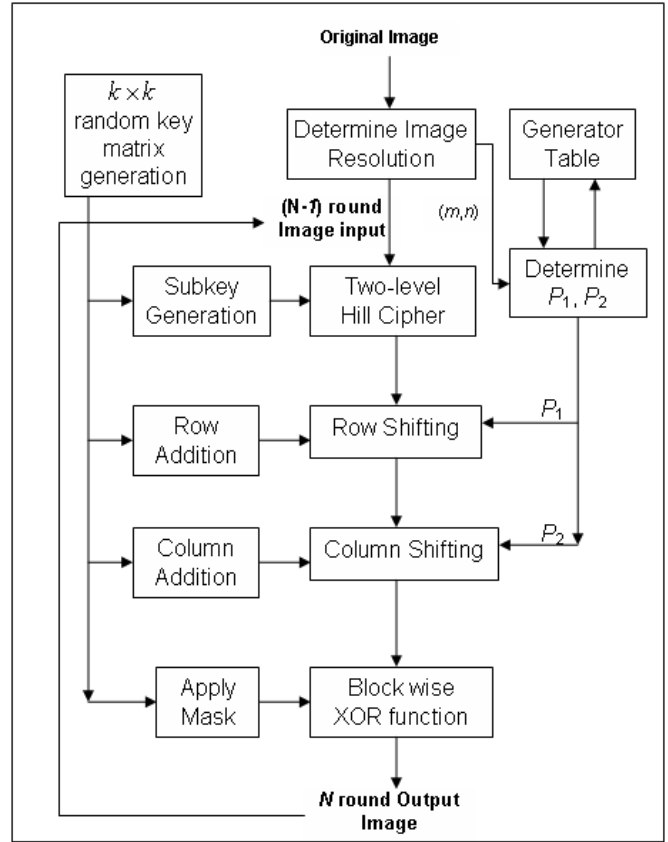 Original Image
k × k
random key
matrix
generation
Determine Image
Resolution
Generator
Table
(N-1) round
Image input
(m,n)
Determine
P1, P2
Subkey
Generation
Two-level
Hill Cipher
Row
Addition
Row Shifting
P1
Column
Addition
Column Shifting
P2
Apply
Mask
Block wise
XOR function
N round Output
Image